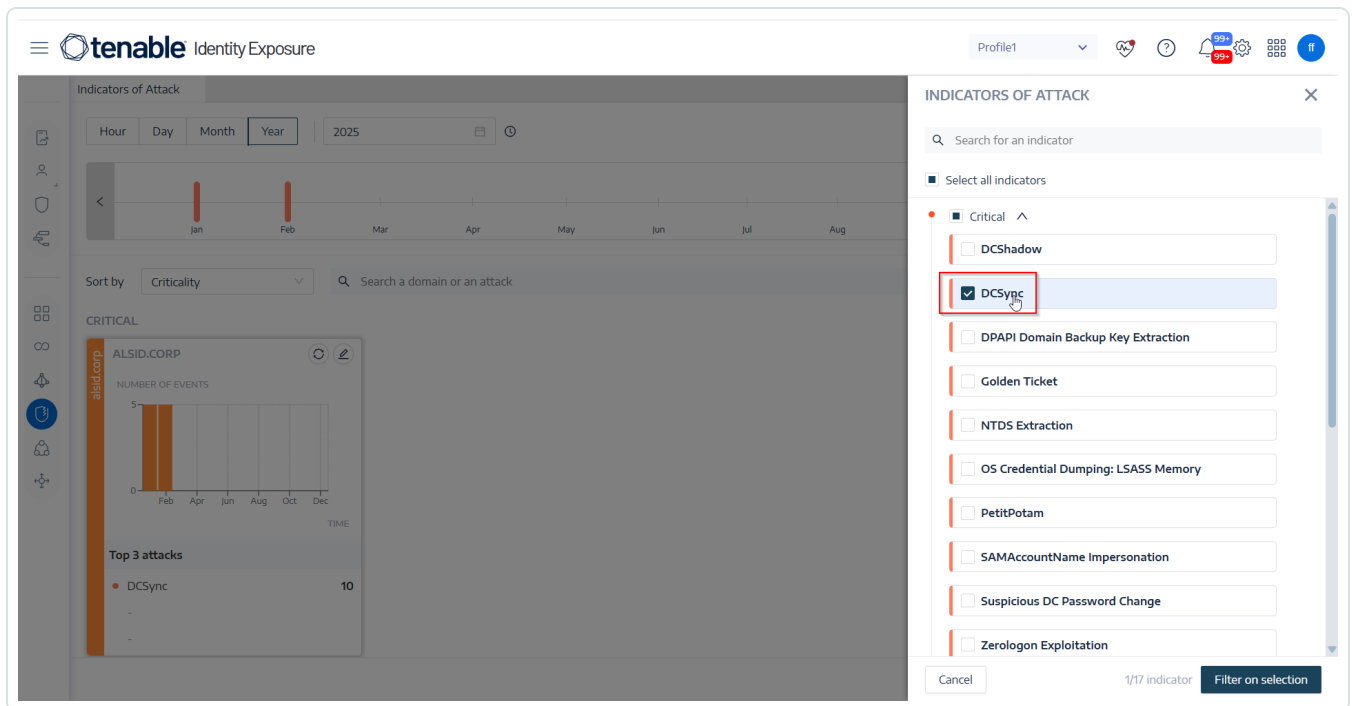 tenable Identity Exposure
Profile1
99+
99+
ff
Indicators of Attack
Hour Day Month Year 2025
Jan Feb Mar Apr May Jun Jul Aug
Sort by Criticality Search a domain or an attack
CRITICAL
alsid.corp
ALSID.CORP
NUMBER OF EVENTS
5
0
Feb Apr Jun Aug Oct Dec
TIME
Top 3 attacks
DCSync 10
-
-
INDICATORS OF ATTACK
Search for an indicator
Select all indicators
Critical
DCShadow
DCSync
DPAPI Domain Backup Key Extraction
Golden Ticket
NTDS Extraction
OS Credential Dumping: LSASS Memory
PetitPotam
SAMAccountName Impersonation
Suspicious DC Password Change
Zerologon Exploitation
Cancel 1/17 indicator Filter on selection